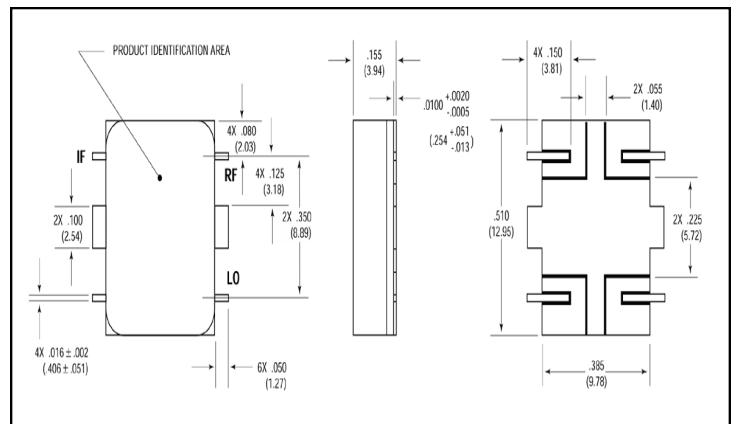 PRODUCT IDENTIFICATION AREA
IF
RF
LO
4X .080
(2.03)
4X .125
(3.18)
2X .100
(2.54)
2X .350
(8.89)
4X .016 ± .002
(.406 ± .051)
6X .050
(1.27)
.155
(3.94)
.0100 +.0020
-.0005
(.254 +.051
-.013)
4X .150
(3.81)
2X .055
(1.40)
.510
(12.95)
2X .225
(5.72)
.385
(9.78)